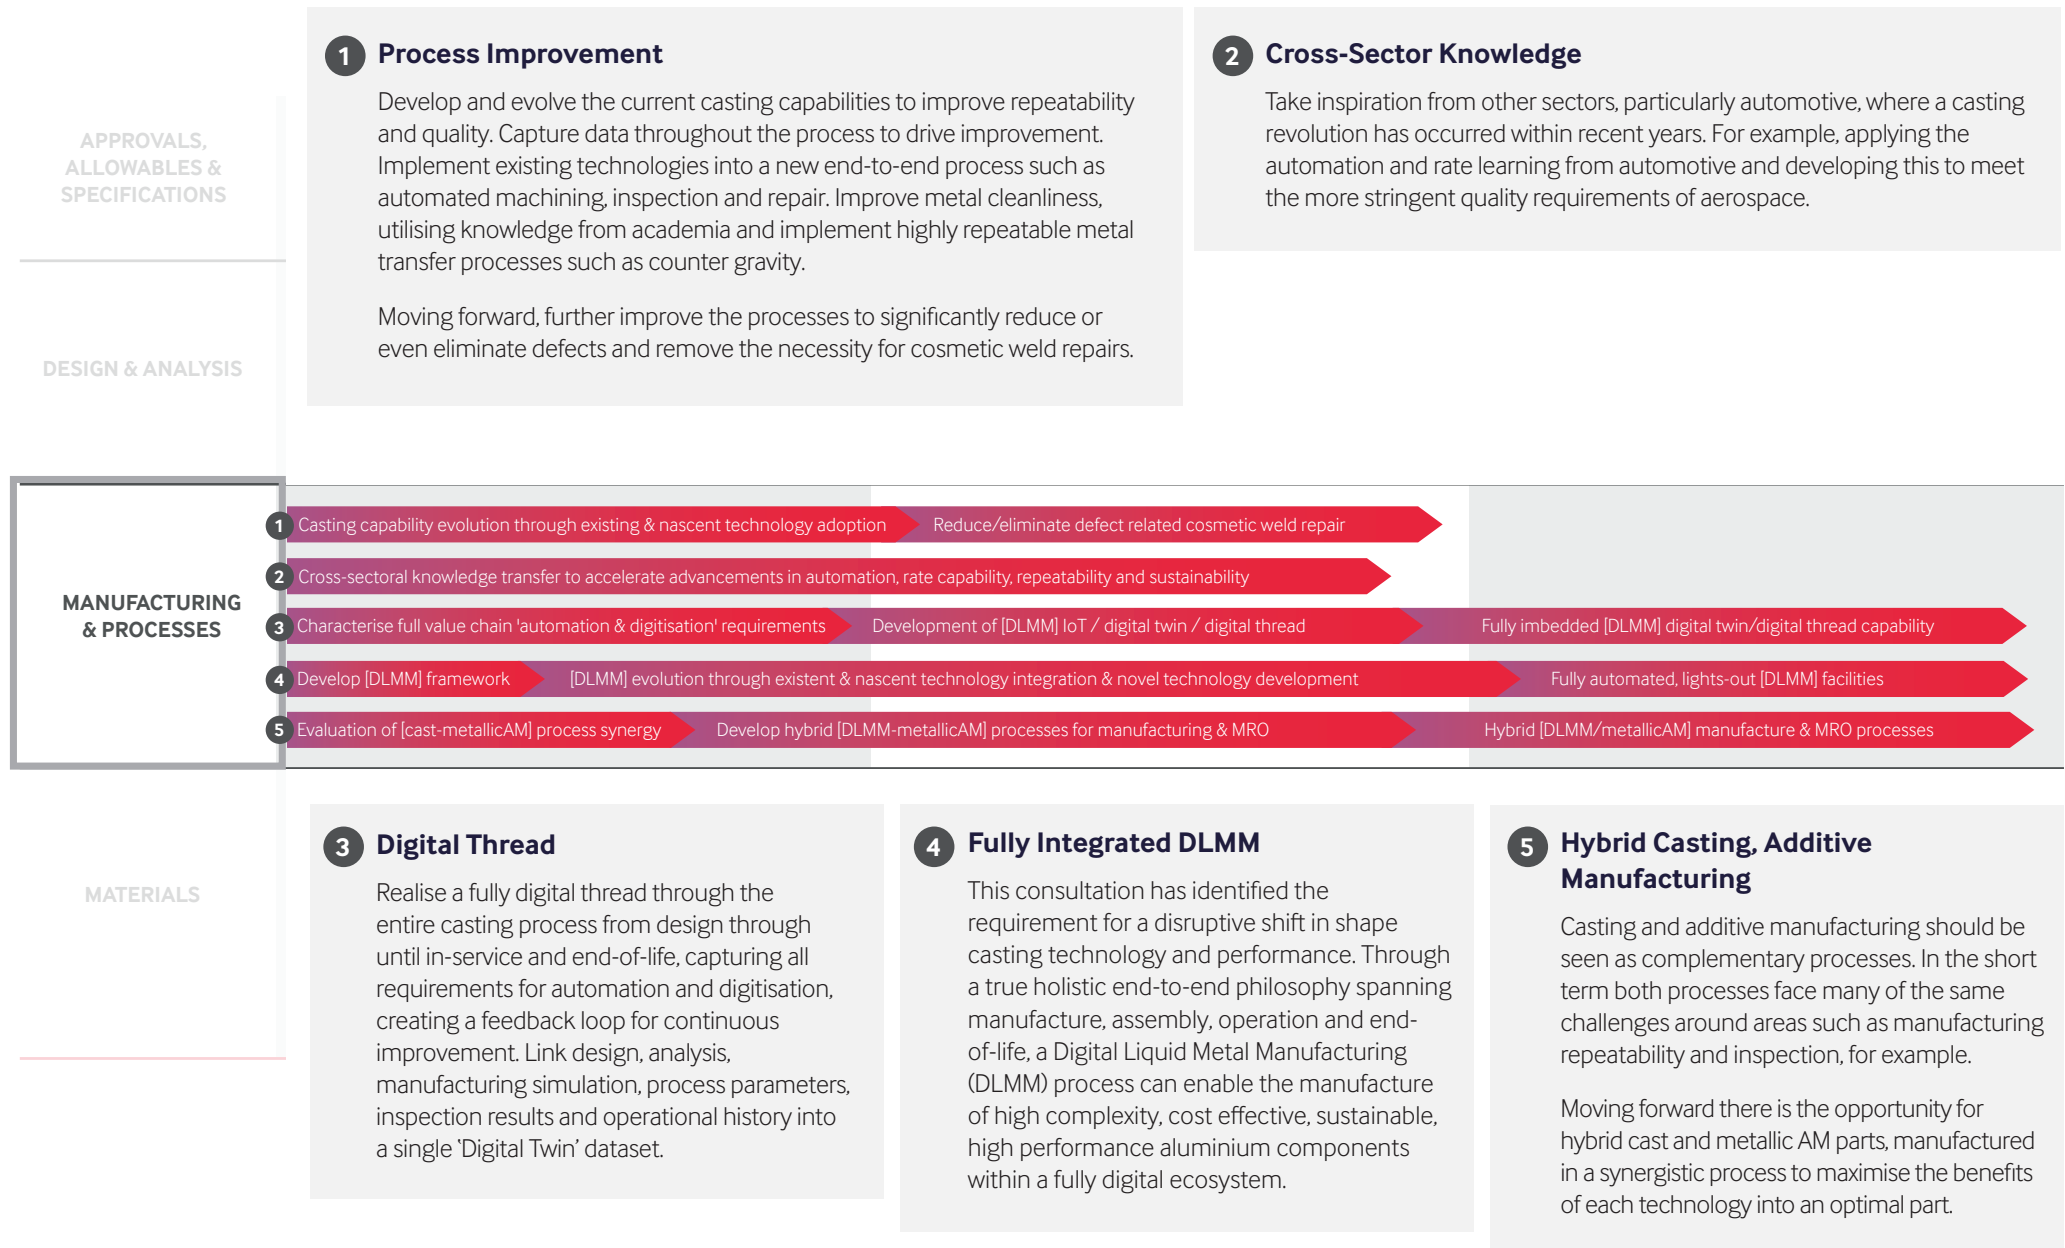 1 Process Improvement
Develop and evolve the current casting capabilities to improve repeatability
and quality. Capture data throughout the process to drive improvement.
Implement existing technologies into a new end-to-end process such as
automated machining, inspection and repair. Improve metal cleanliness,
utilising knowledge from academia and implement highly repeatable metal
transfer processes such as counter gravity.
Moving forward, further improve the processes to significantly reduce or
even eliminate defects and remove the necessity for cosmetic weld repairs.
2 Cross-Sector Knowledge
Take inspiration from other sectors, particularly automotive, where a casting
revolution has occurred within recent years. For example, applying the
automation and rate learning from automotive and developing this to meet
the more stringent quality requirements of aerospace.
APPROVALS,
ALLOWABLES &
SPECIFICATIONS
DESIGN & ANALYSIS
MANUFACTURING
& PROCESSES
1 Casting capability evolution through existing & nascent technology adoption
Reduce/eliminate defect related cosmetic weld repair
2 Cross-sectoral knowledge transfer to accelerate advancements in automation, rate capability, repeatability and sustainability
3 Characterise full value chain 'automation & digitisation' requirements
Development of [DLMM] IoT / digital twin / digital thread
Fully imbedded [DLMM] digital twin/digital thread capability
4 Develop [DLMM] framework
[DLMM] evolution through existent & nascent technology integration & novel technology development
Fully automated, lights-out [DLMM] facilities
5 Evaluation of [cast-metallicAM] process synergy
Develop hybrid [DLMM-metallicAM] processes for manufacturing & MRO
Hybrid [DLMM/metallicAM] manufacture & MRO processes
MATERIALS
3 Digital Thread
Realise a fully digital thread through the
entire casting process from design through
until in-service and end-of-life, capturing all
requirements for automation and digitisation,
creating a feedback loop for continuous
improvement. Link design, analysis,
manufacturing simulation, process parameters,
inspection results and operational history into
a single ‘Digital Twin’ dataset.
4 Fully Integrated DLMM
This consultation has identified the
requirement for a disruptive shift in shape
casting technology and performance. Through
a true holistic end-to-end philosophy spanning
manufacture, assembly, operation and end-
of-life, a Digital Liquid Metal Manufacturing
(DLMM) process can enable the manufacture
of high complexity, cost effective, sustainable,
high performance aluminium components
within a fully digital ecosystem.
5 Hybrid Casting, Additive
Manufacturing
Casting and additive manufacturing should be
seen as complementary processes. In the short
term both processes face many of the same
challenges around areas such as manufacturing
repeatability and inspection, for example.
Moving forward there is the opportunity for
hybrid cast and metallic AM parts, manufactured
in a synergistic process to maximise the benefits
of each technology into an optimal part.